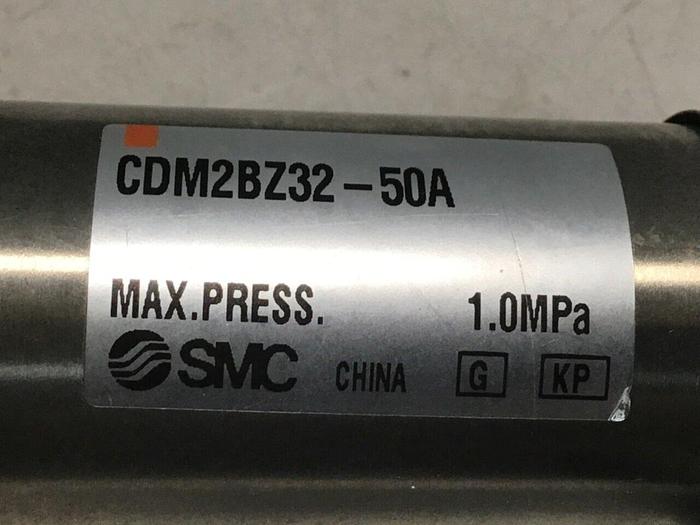 CDM2BZ32-50A
MAX.PRESS. 1.0MPa
SMC CHINA G KP